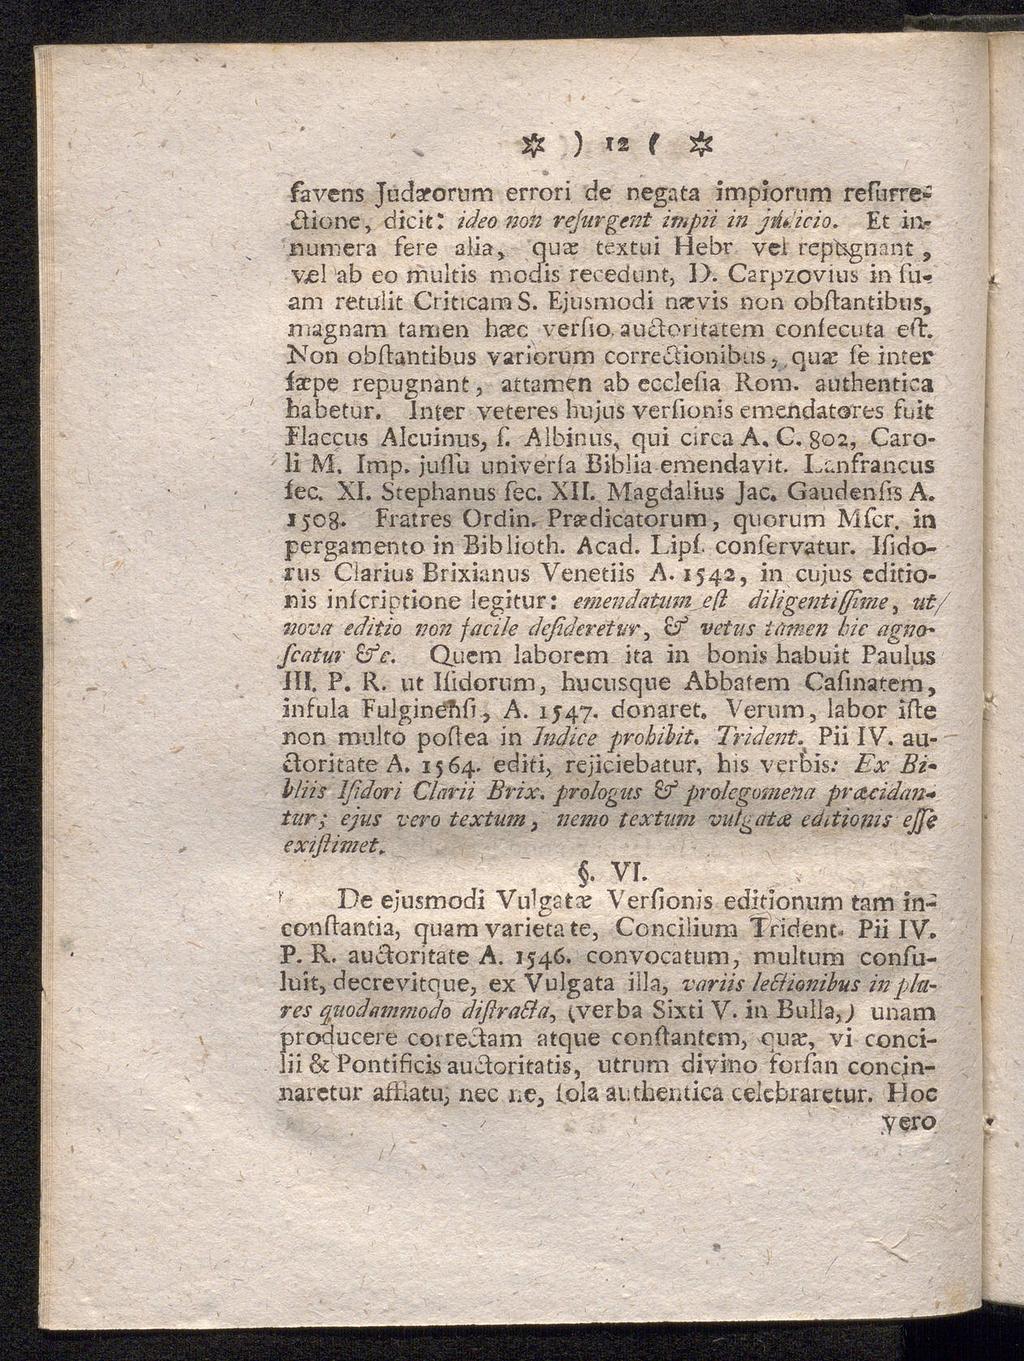 ✡ ) 12 ( ✡
favens Judæorum errori de negata impiorum reſurre-
ctione, dicit: ideo non reſurgent impii in judicio. Et in-
numera fere alia, quæ textui Hebr vel repugnant,
vel ab eo multis modis recedunt, D. Carpzovius in ſu-
am retulit Criticam S. Ejusmodi nævis non obſtantibus,
magnam tamen hæc verſio auctoritatem conſecuta eſt.
Non obſtantibus variorum correctionibus, quæ ſe inter
ſæpe repugnant, attamen ab eccleſia Rom. authentica
habetur. Inter veteres hujus verſionis emendatores fuit
Flaccus Alcuinus, ſ. Albinus, qui circa A. C. 802, Caro-
li M. Imp. juſſu univerſa Biblia emendavit. Lanfrancus
ſec. XI. Stephanus ſec. XII. Magdalius Jac. Gaudenſis A.
1508. Fratres Ordin. Prædicatorum, quorum Mſcr. in
pergamento in Biblioth. Acad. Lipſ. conſervatur. Iſido-
rus Clarius Brixianus Venetiis A. 1542, in cujus editio-
nis inſcriptione legitur: emendatum eſt diligentiſſime, ut
nova editio non facile deſideretur, & vetus tamen hic agno-
ſcatur &c. Quem laborem ita in bonis habuit Paulus
III. P. R. ut Iſidorum, hucusque Abbatem Caſinatem,
inſula Fulginenſi, A. 1547. donaret. Verum, labor iſte
non multo poſtea in Indice prohibit. Trident. Pii IV. au-
ctoritate A. 1564. editi, rejiciebatur, his verbis: Ex Bi-
bliis Iſidori Clarii Brix. prologus & prolegomena præcidan-
tur; ejus vero textum, nemo textum vulgatæ editionis eſſe
exiſtimet.
§. VI.
De ejusmodi Vulgatæ Verſionis editionum tam in-
conſtantia, quam varietate, Concilium Trident. Pii IV.
P. R. auctoritate A. 1546. convocatum, multum conſu-
luit, decrevitque, ex Vulgata illa, variis lectionibus in plu-
res quodammodo diſtracta, (verba Sixti V. in Bulla,) unam
producere correctam atque conſtantem, quæ, vi conci-
lii & Pontificis auctoritatis, utrum divino forſan concin-
naretur afflatu, nec ne, ſola authentica celebraretur. Hoc
vero